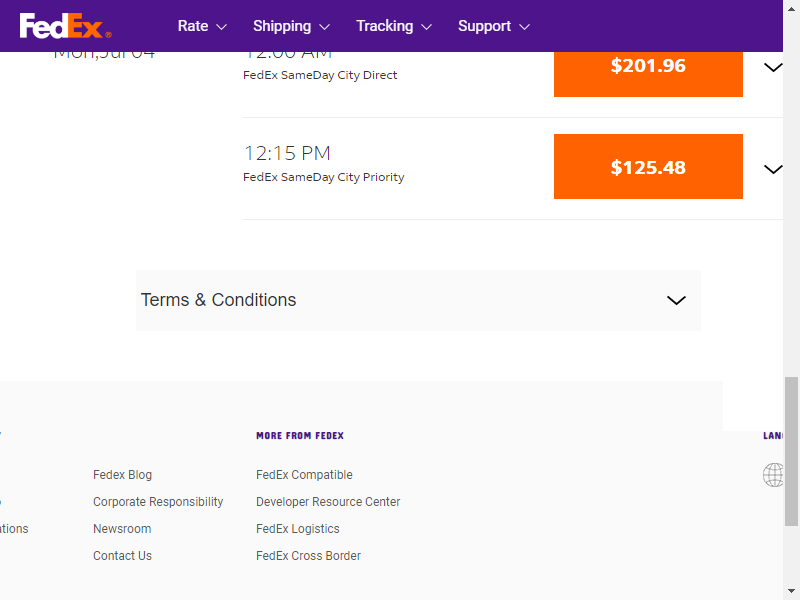 FedEx® Rate Shipping Tracking Support
Mon,Jul 04 12:00 AM $201.96
FedEx SameDay City Direct
12:15 PM $125.48
FedEx SameDay City Priority
Terms & Conditions
MORE FROM FEDEX
Fedex Blog FedEx Compatible
Corporate Responsibility Developer Resource Center
Newsroom FedEx Logistics
Contact Us FedEx Cross Border